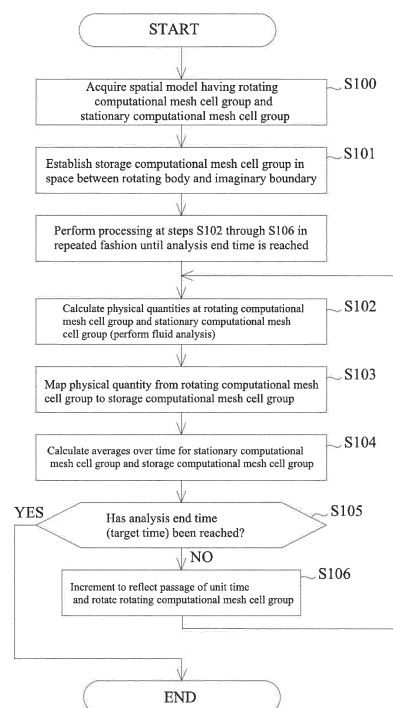 START
Acquire spatial model having rotating
computational mesh cell group and
stationary computational mesh cell group
S100
Establish storage computational mesh cell group in
space between rotating body and imaginary boundary
S101
Perform processing at steps S102 through S106 in
repeated fashion until analysis end time is reached
Calculate physical quantities at rotating computational
mesh cell group and stationary computational mesh
cell group (perform fluid analysis)
S102
Map physical quantity from rotating computational mesh
cell group to storage computational mesh cell group
S103
Calculate averages over time for stationary computational
mesh cell group and storage computational mesh cell group
S104
YES
Has analysis end time
(target time) been reached?
S105
NO
Increment to reflect passage of unit time
and rotate rotating computational mesh cell group
S106
END